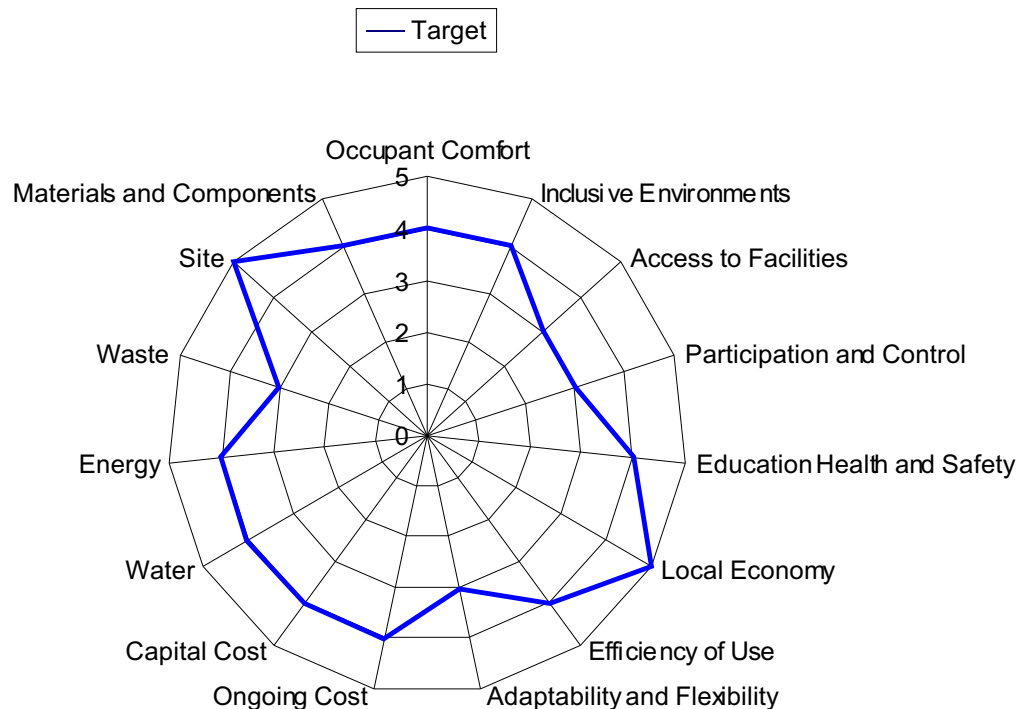 Target
Occupant Comfort
Materials and Components
Inclusive Environments
Site
Access to Facilities
Waste
Participation and Control
Energy
Education Health and Safety
Water
Local Economy
Capital Cost
Efficiency of Use
Ongoing Cost
Adaptability and Flexibility
5
4
3
2
1
0